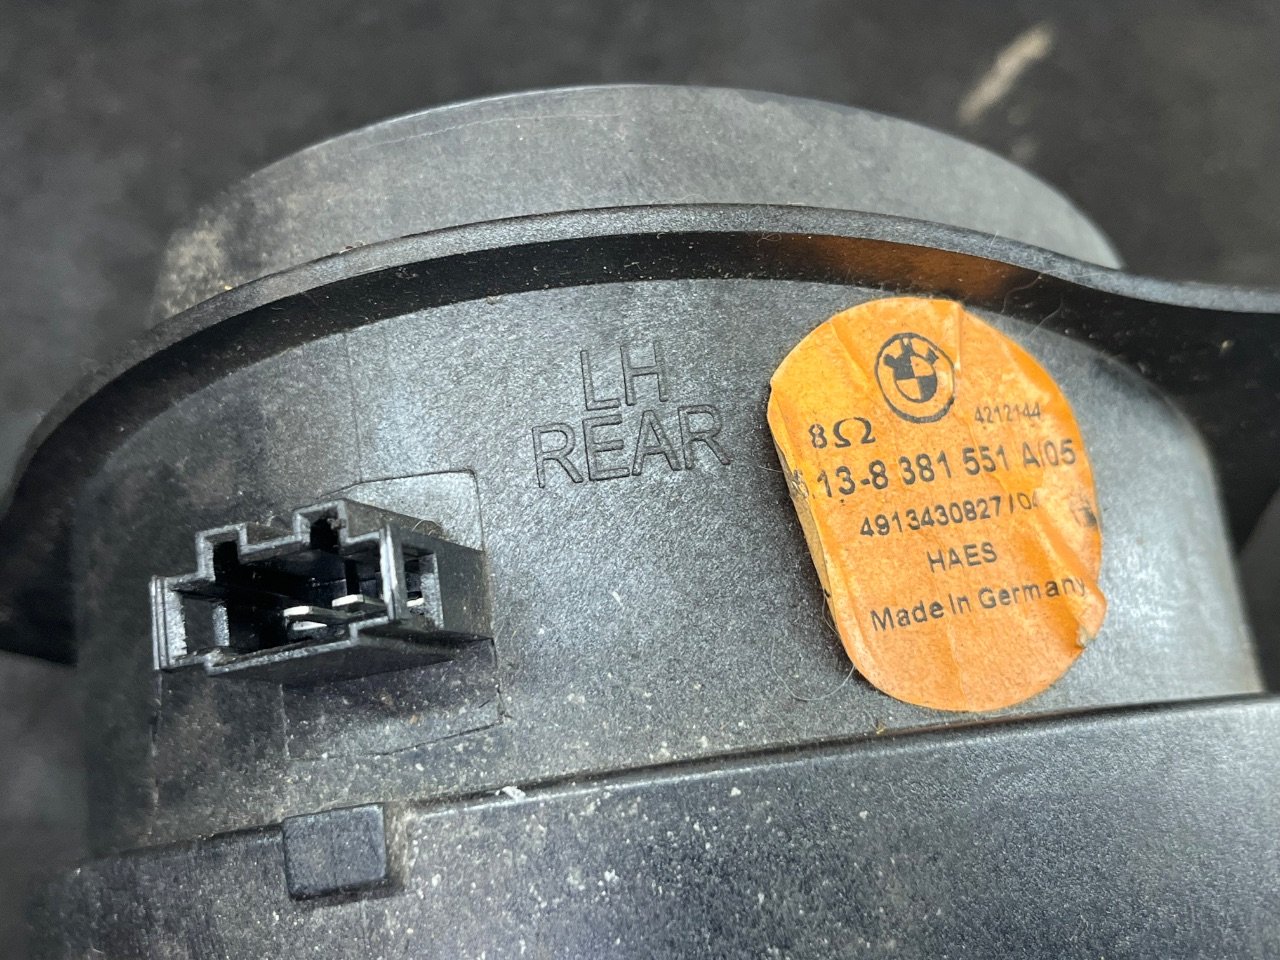 LH
REAR
4212144
8Ω
13-8 381 551 A/05
4913430827/04
HAES
Made In Germany